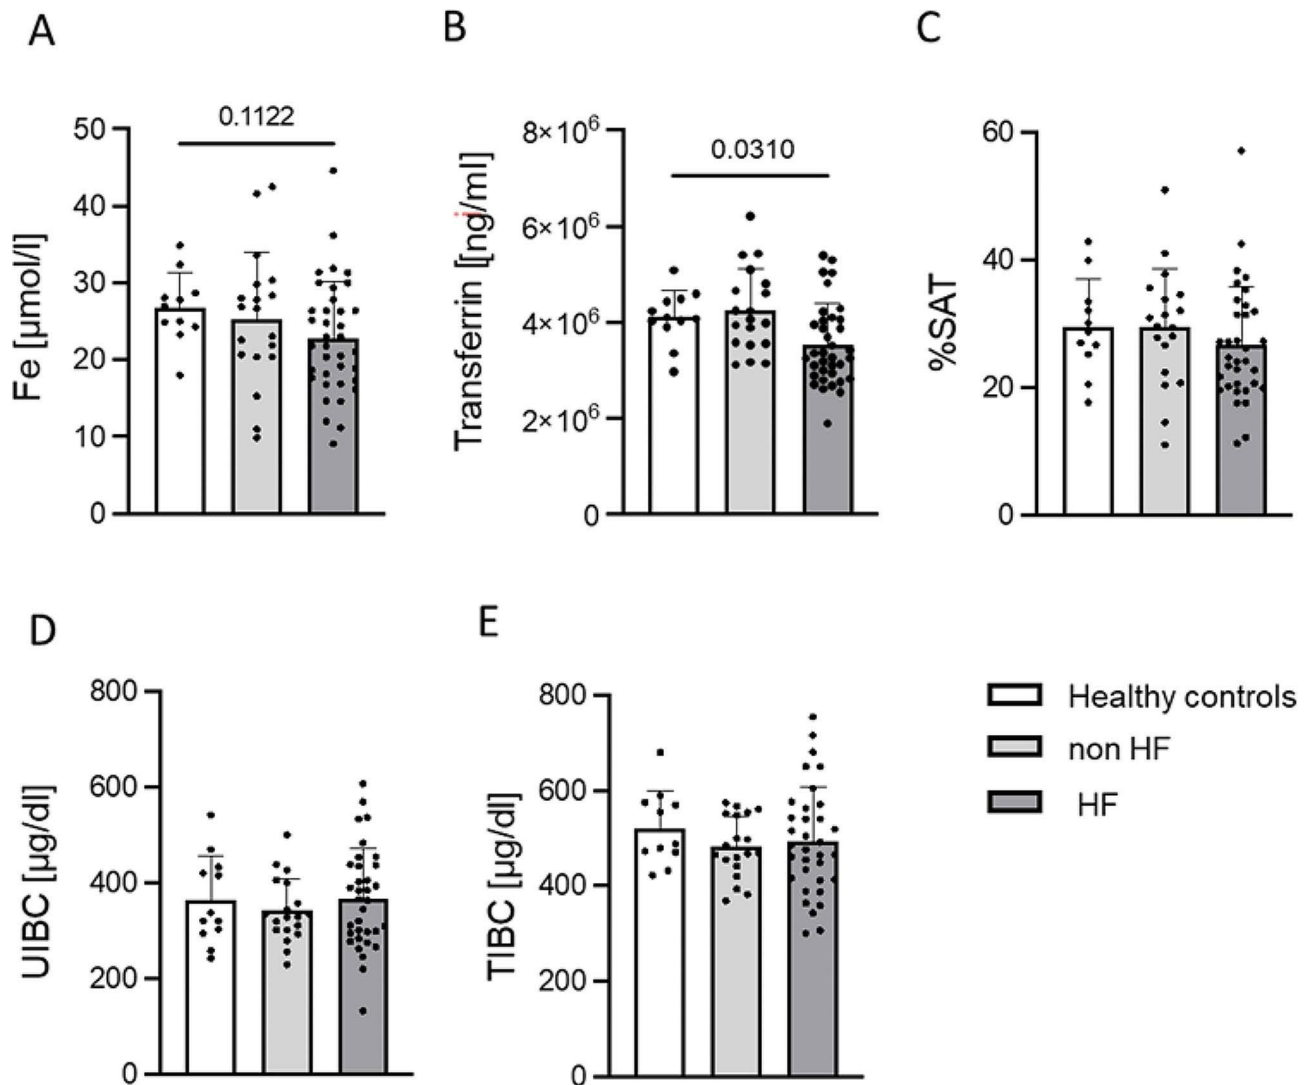 A
B
C
0.1122
50
40
30
20
10
0
Fe [µmol/l]
0.0310
8×10⁶
6×10⁶
4×10⁶
2×10⁶
0
Transferrin [[ng/ml]
60
40
20
0
%SAT
D
E
800
600
400
200
0
UIBC [µg/dl]
800
600
400
200
0
TIBC [µg/dl]
Healthy controls
non HF
HF